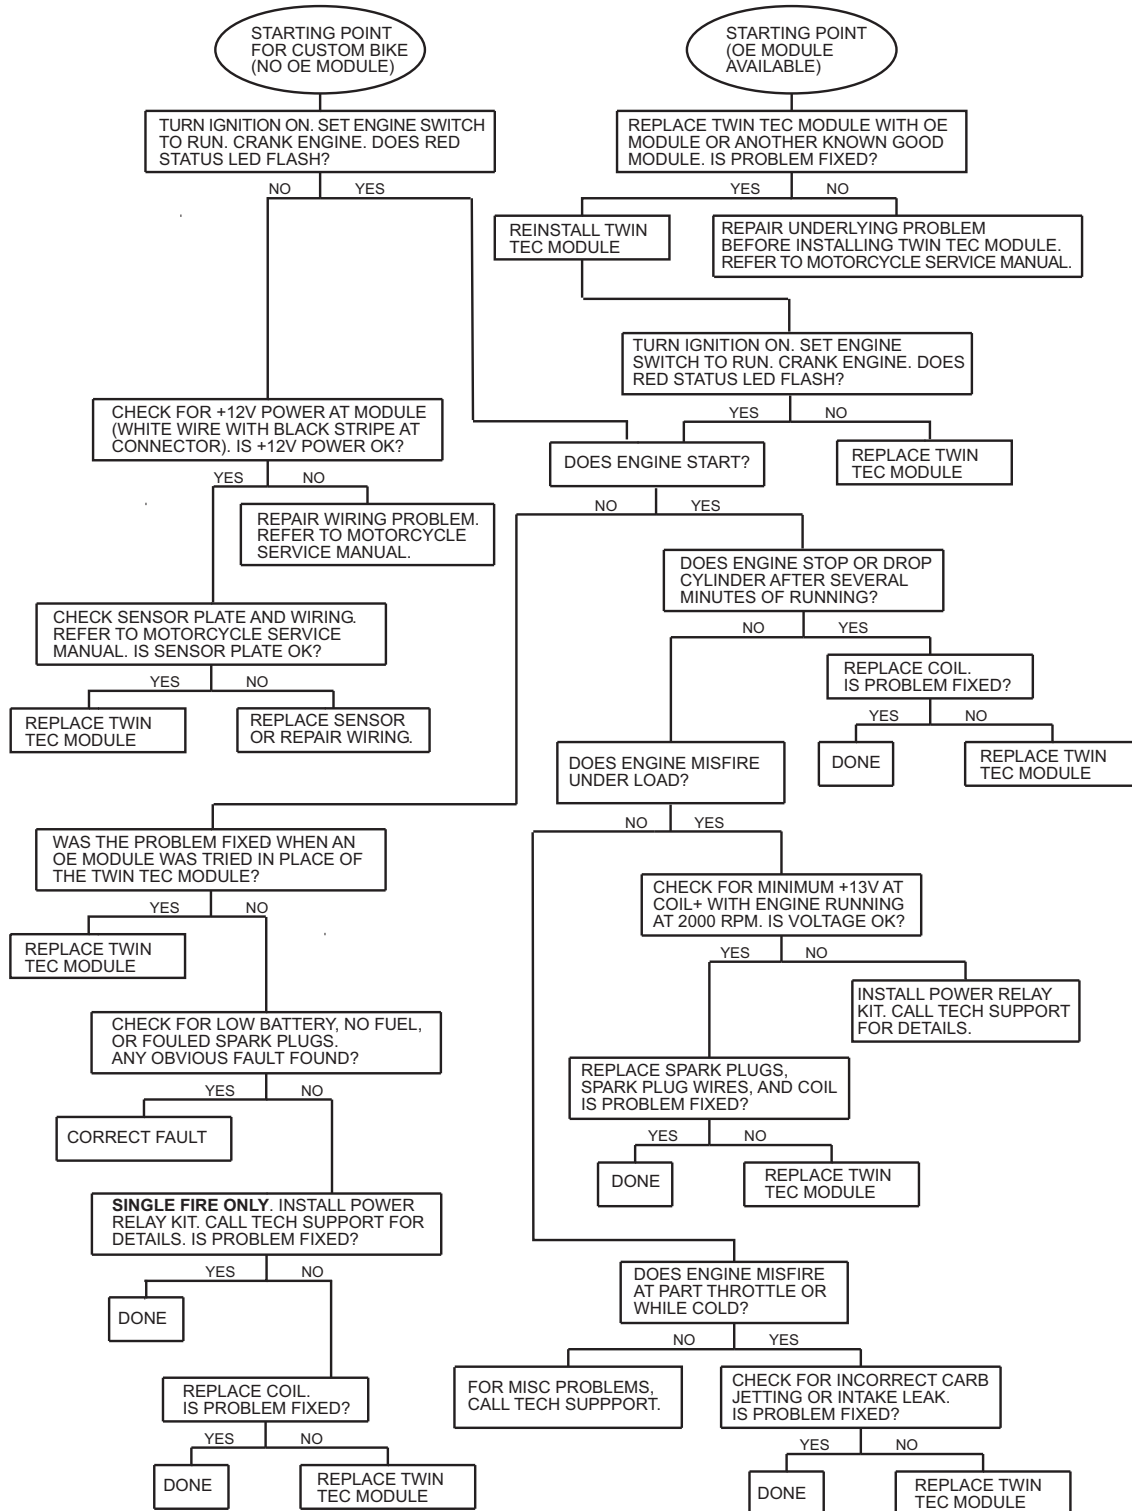 STARTING POINT
FOR CUSTOM BIKE
(NO OE MODULE)
STARTING POINT
(OE MODULE
AVAILABLE)
TURN IGNITION ON. SET ENGINE SWITCH
TO RUN. CRANK ENGINE. DOES RED
STATUS LED FLASH?
REPLACE TWIN TEC MODULE WITH OE
MODULE OR ANOTHER KNOWN GOOD
MODULE. IS PROBLEM FIXED?
NO
YES
YES
NO
REINSTALL TWIN
TEC MODULE
REPAIR UNDERLYING PROBLEM
BEFORE INSTALLING TWIN TEC MODULE.
REFER TO MOTORCYCLE SERVICE MANUAL.
TURN IGNITION ON. SET ENGINE
SWITCH TO RUN. CRANK ENGINE. DOES
RED STATUS LED FLASH?
YES
NO
CHECK FOR +12V POWER AT MODULE
(WHITE WIRE WITH BLACK STRIPE AT
CONNECTOR). IS +12V POWER OK?
DOES ENGINE START?
REPLACE TWIN
TEC MODULE
YES
NO
NO
YES
REPAIR WIRING PROBLEM.
REFER TO MOTORCYCLE
SERVICE MANUAL.
DOES ENGINE STOP OR DROP
CYLINDER AFTER SEVERAL
MINUTES OF RUNNING?
CHECK SENSOR PLATE AND WIRING.
REFER TO MOTORCYCLE SERVICE
MANUAL. IS SENSOR PLATE OK?
NO
YES
YES
NO
REPLACE COIL.
IS PROBLEM FIXED?
REPLACE TWIN
TEC MODULE
REPLACE SENSOR
OR REPAIR WIRING.
YES
NO
DOES ENGINE MISFIRE
UNDER LOAD?
DONE
REPLACE TWIN
TEC MODULE
NO
YES
WAS THE PROBLEM FIXED WHEN AN
OE MODULE WAS TRIED IN PLACE OF
THE TWIN TEC MODULE?
CHECK FOR MINIMUM +13V AT
COIL+ WITH ENGINE RUNNING
AT 2000 RPM. IS VOLTAGE OK?
YES
NO
REPLACE TWIN
TEC MODULE
YES
NO
INSTALL POWER RELAY
KIT. CALL TECH SUPPORT
FOR DETAILS.
CHECK FOR LOW BATTERY, NO FUEL,
OR FOULED SPARK PLUGS.
ANY OBVIOUS FAULT FOUND?
REPLACE SPARK PLUGS,
SPARK PLUG WIRES, AND COIL
IS PROBLEM FIXED?
YES
NO
CORRECT FAULT
YES
NO
DONE
REPLACE TWIN
TEC MODULE
SINGLE FIRE ONLY. INSTALL POWER
RELAY KIT. CALL TECH SUPPORT FOR
DETAILS. IS PROBLEM FIXED?
YES
NO
DOES ENGINE MISFIRE
AT PART THROTTLE OR
WHILE COLD?
DONE
NO
YES
REPLACE COIL.
IS PROBLEM FIXED?
FOR MISC PROBLEMS,
CALL TECH SUPPPORT.
CHECK FOR INCORRECT CARB
JETTING OR INTAKE LEAK.
IS PROBLEM FIXED?
YES
NO
YES
NO
DONE
REPLACE TWIN
TEC MODULE
DONE
REPLACE TWIN
TEC MODULE